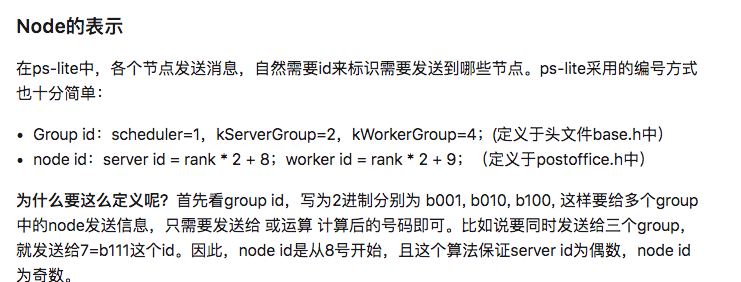 Node的表示
在ps-lite中，各个节点发送消息，自然需要id来标识需要发送到哪些节点。ps-lite采用的编号方式
也十分简单：
• Group id：scheduler=1，kServerGroup=2，kWorkerGroup=4；(定义于头文件base.h中）
• node id：server id = rank * 2 + 8；worker id = rank * 2 + 9；（定义于postoffice.h中）
为什么要这么定义呢？首先看group id，写为2进制分别为 b001, b010, b100, 这样要给多个group
中的node发送信息，只需要发送给 或运算 计算后的号码即可。比如说要同时发送给三个group，
就发送给7=b111这个id。因此，node id是从8号开始，且这个算法保证server id为偶数，node id
为奇数。